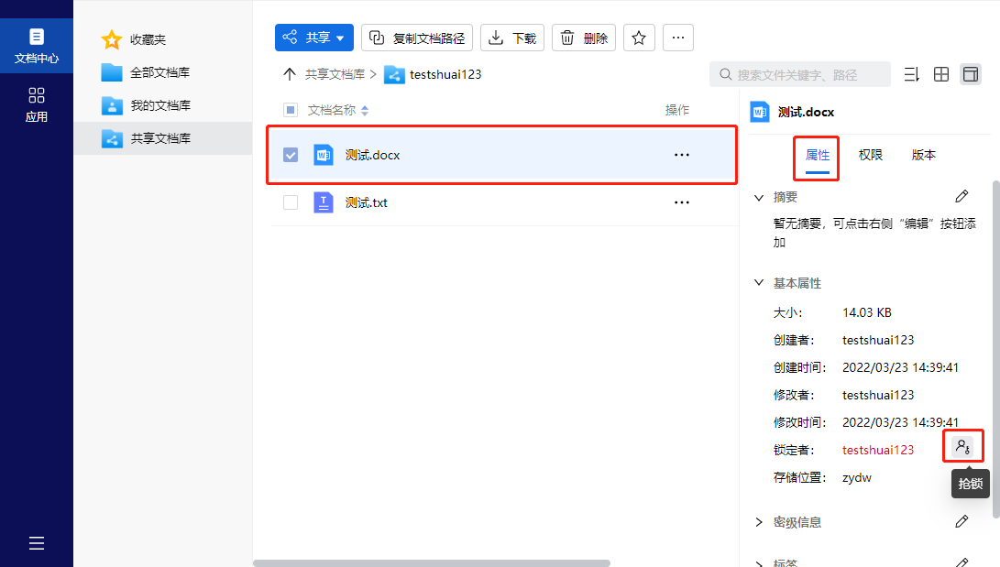 文档中心
应用
收藏夹
全部文档库
我的文档库
共享文档库
共享 复制文档路径 下载 删除
共享文档库 > testshuai123
搜索文件关键字、路径
文档名称 操作
测试.docx
测试.txt
测试.docx
属性 权限 版本
摘要
暂无摘要，可点击右侧“编辑”按钮添
加
基本属性
大小： 14.03 KB
创建者： testshuai123
创建时间： 2022/03/23 14:39:41
修改者： testshuai123
修改时间： 2022/03/23 14:39:41
锁定者： testshuai123
抢锁
存储位置： zydw
密级信息
标签